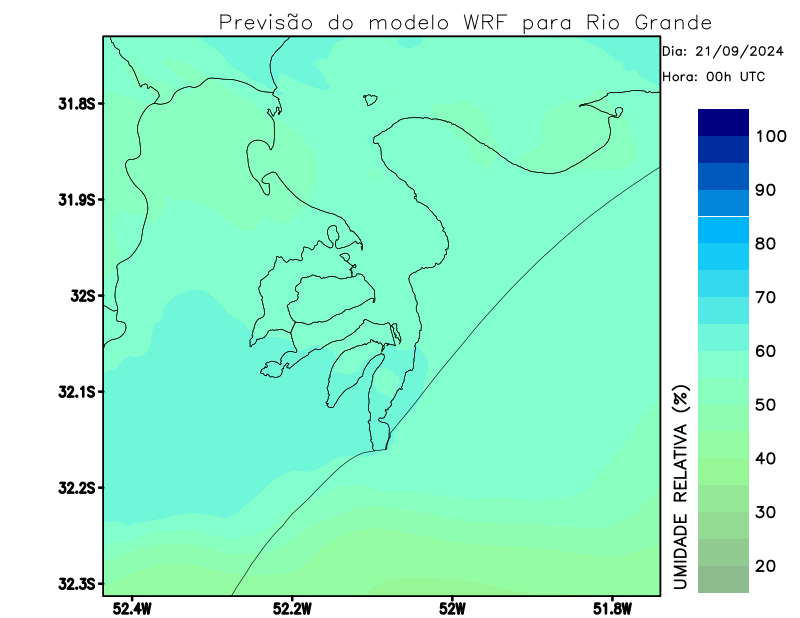 Previsão do modelo WRF para Rio Grande
Dia: 21/09/2024
Hora: 00h UTC
31.8S
31.9S
32S
32.1S
32.2S
32.3S
52.4W
52.2W
52W
51.8W
100
90
80
70
60
50
40
30
20
UMIDADE RELATIVA (%)